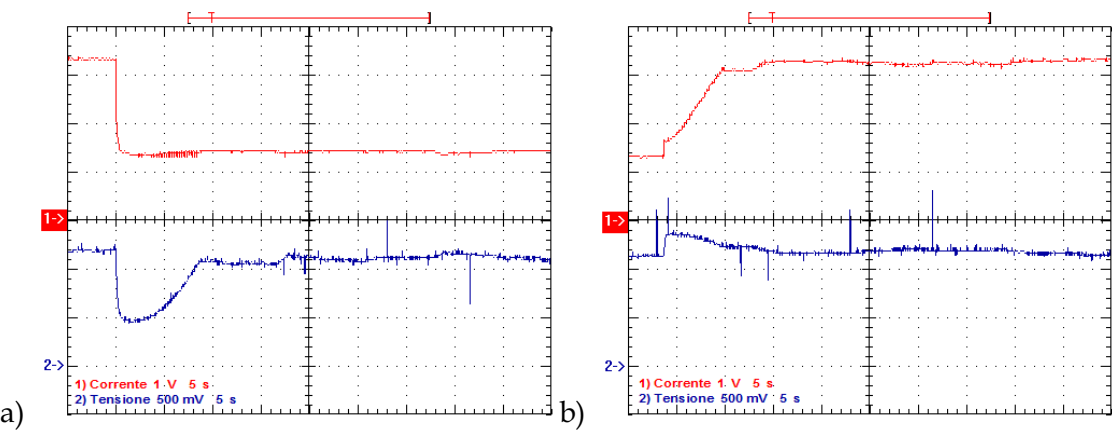 1->
2->
1) Corrente 1 V 5 s
2) Tensione 500 mV 5 s
a)
1->
2->
1) Corrente 1 V 5 s
2) Tensione 500 mV 5 s
b)